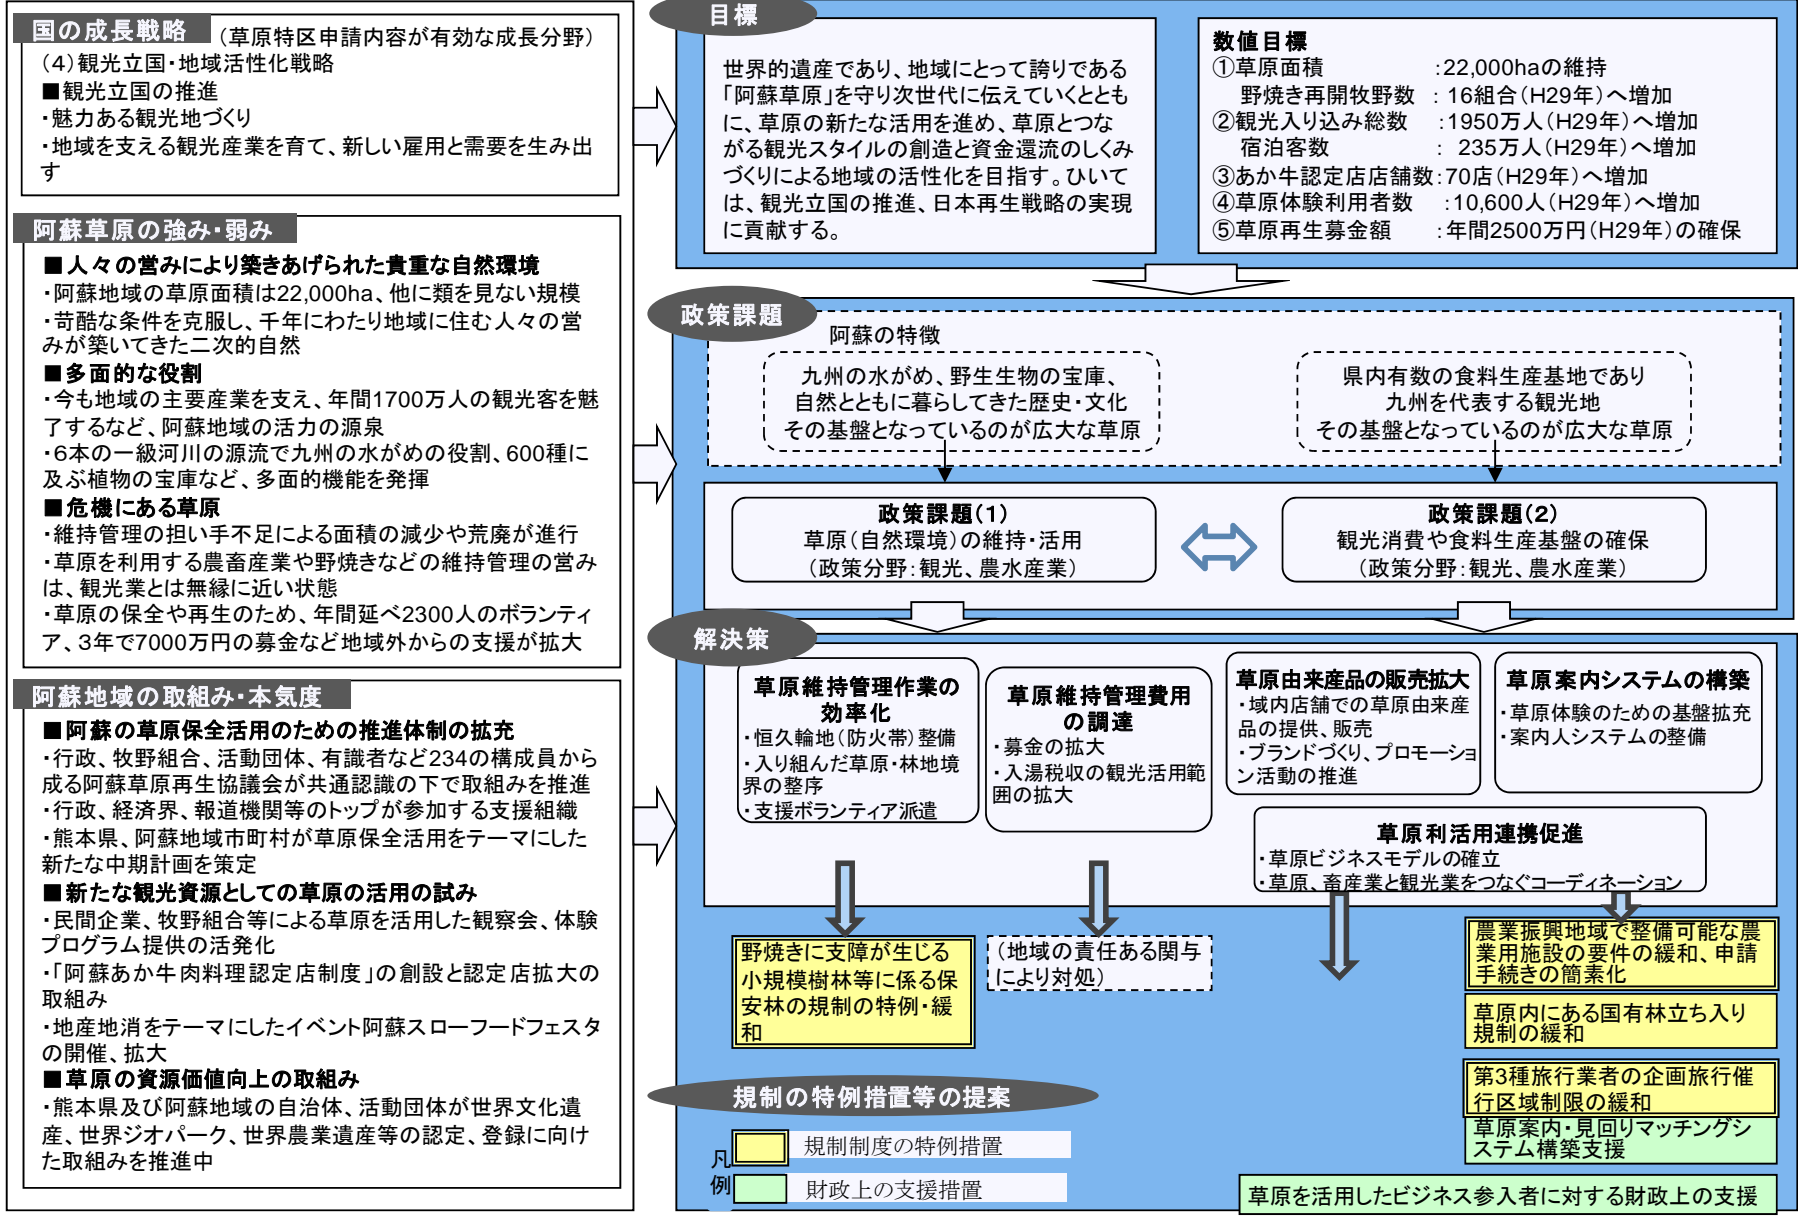 国の成長戦略
（草原特区申請内容が有効な成長分野）
（4）観光立国・地域活性化戦略
■観光立国の推進
・魅力ある観光地づくり
・地域を支える観光産業を育て、新しい雇用と需要を生み出
す
阿蘇草原の強み・弱み
■人々の営みにより築きあげられた貴重な自然環境
・阿蘇地域の草原面積は22,000ha、他に類を見ない規模
・苛酷な条件を克服し、千年にわたり地域に住む人々の営
みが築いてきた二次的自然
■多面的な役割
・今も地域の主要産業を支え、年間1700万人の観光客を魅
了するなど、阿蘇地域の活力の源泉
・6本の一級河川の源流で九州の水がめの役割、600種に
及ぶ植物の宝庫など、多面的機能を発揮
■危機にある草原
・維持管理の担い手不足による面積の減少や荒廃が進行
・草原を利用する農畜産業や野焼きなどの維持管理の営み
は、観光業とは無縁に近い状態
・草原の保全や再生のため、年間延べ2300人のボランティ
ア、3年で7000万円の募金など地域外からの支援が拡大
阿蘇地域の取組み・本気度
■阿蘇の草原保全活用のための推進体制の拡充
・行政、牧野組合、活動団体、有識者など234の構成員から
成る阿蘇草原再生協議会が共通認識の下で取組みを推進
・行政、経済界、報道機関等のトップが参加する支援組織
・熊本県、阿蘇地域市町村が草原保全活用をテーマにした
新たな中期計画を策定
■新たな観光資源としての草原の活用の試み
・民間企業、牧野組合等による草原を活用した観察会、体験
プログラム提供の活発化
・「阿蘇あか牛肉料理認定店制度」の創設と認定店拡大の
取組み
・地産地消をテーマにしたイベント阿蘇スローフードフェスタ
の開催、拡大
■草原の資源価値向上の取組み
・熊本県及び阿蘇地域の自治体、活動団体が世界文化遺
産、世界ジオパーク、世界農業遺産等の認定、登録に向け
た取組みを推進中
目標
世界的遺産であり、地域にとって誇りである
「阿蘇草原」を守り次世代に伝えていくととも
に、草原の新たな活用を進め、草原とつな
がる観光スタイルの創造と資金還流のしくみ
づくりによる地域の活性化を目指す。ひいて
は、観光立国の推進、日本再生戦略の実現
に貢献する。
数値目標
①草原面積　：22,000haの維持
野焼き再開牧野数　：16組合（H29年）へ増加
②観光入り込み総数　：1950万人（H29年）へ増加
宿泊客数　：235万人（H29年）へ増加
③あか牛認定店店舗数：70店（H29年）へ増加
④草原体験利用者数　：10,600人（H29年）へ増加
⑤草原再生募金額　：年間2500万円（H29年）の確保
政策課題
阿蘇の特徴
九州の水がめ、野生生物の宝庫、
自然とともに暮らしてきた歴史・文化
その基盤となっているのが広大な草原
県内有数の食料生産基地であり
九州を代表する観光地
その基盤となっているのが広大な草原
政策課題（1）
草原（自然環境）の維持・活用
（政策分野：観光、農水産業）
政策課題（2）
観光消費や食料生産基盤の確保
（政策分野：観光、農水産業）
解決策
草原維持管理作業の
効率化
・恒久輪地（防火帯）整備
・入り組んだ草原・林地境
界の整序
・支援ボランティア派遣
草原維持管理費用
の調達
・募金の拡大
・入湯税収の観光活用範
囲の拡大
草原由来産品の販売拡大
・域内店舗での草原由来産
品の提供、販売
・ブランドづくり、プロモーショ
ン活動の推進
草原案内システムの構築
・草原体験のための基盤拡充
・案内人システムの整備
草原利活用連携促進
・草原ビジネスモデルの確立
・草原、畜産業と観光業をつなぐコーディネーション
野焼きに支障が生じる
小規模樹林等に係る保
安林の規制の特例・緩
和
（地域の責任ある関与
により対処）
農業振興地域で整備可能な農
業用施設の要件の緩和、申請
手続きの簡素化
草原内にある国有林立ち入り
規制の緩和
第3種旅行業者の企画旅行催
行区域制限の緩和
草原案内・見回りマッチングシ
ステム構築支援
草原を活用したビジネス参入者に対する財政上の支援
規制の特例措置等の提案
凡
例
規制制度の特例措置
財政上の支援措置